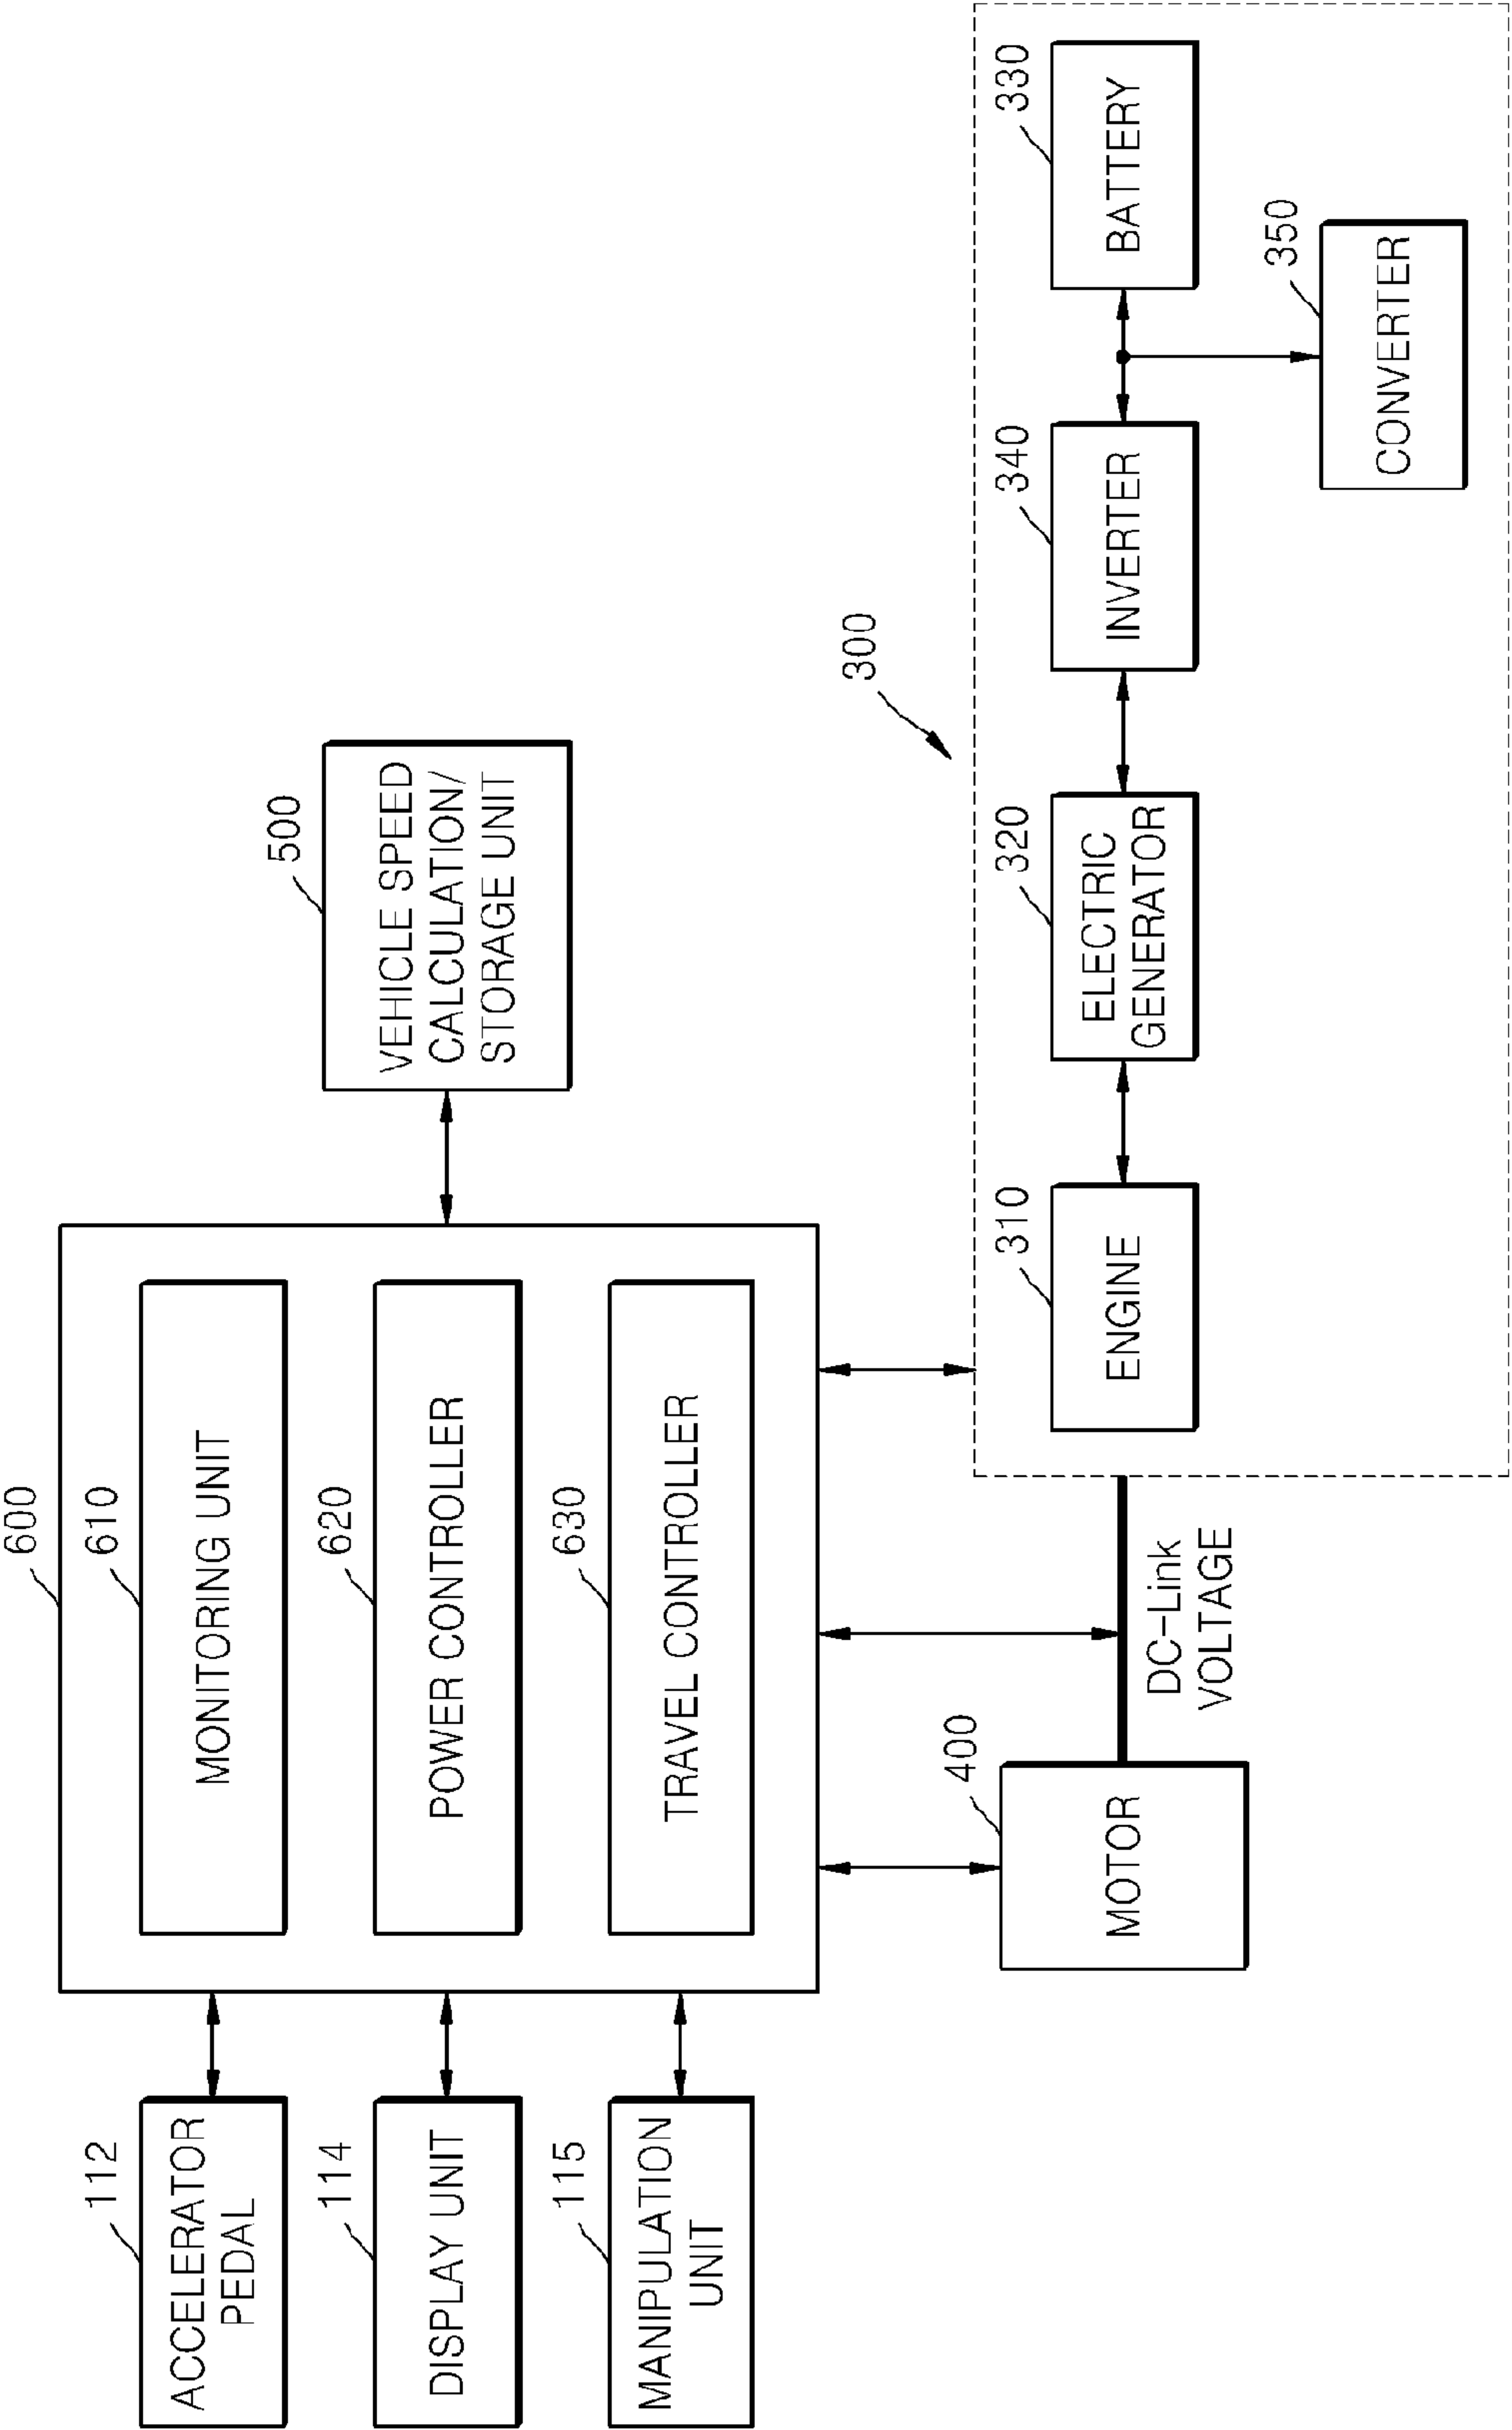 600
610
MONITORING UNIT
620
POWER CONTROLLER
630
TRAVEL CONTROLLER
112
ACCELERATOR
PEDAL
114
DISPLAY UNIT
115
MANIPULATION
UNIT
500
VEHICLE SPEED
CALCULATION/
STORAGE UNIT
400
MOTOR
DC-Link
VOLTAGE
300
310
ENGINE
320
ELECTRIC
GENERATOR
340
INVERTER
330
BATTERY
350
CONVERTER